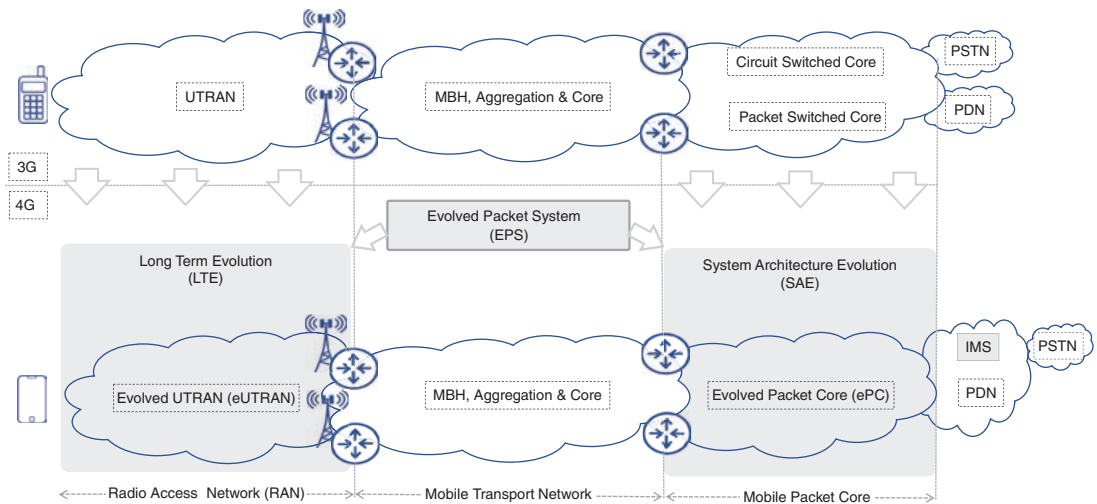 UTRAN
MBH, Aggregation & Core
Circuit Switched Core
Packet Switched Core
PSTN
PDN
3G
4G
Evolved Packet System
(EPS)
Long Term Evolution
(LTE)
System Architecture Evolution
(SAE)
Evolved UTRAN (eUTRAN)
MBH, Aggregation & Core
Evolved Packet Core (ePC)
IMS
PDN
PSTN
Radio Access Network (RAN)
Mobile Transport Network
Mobile Packet Core